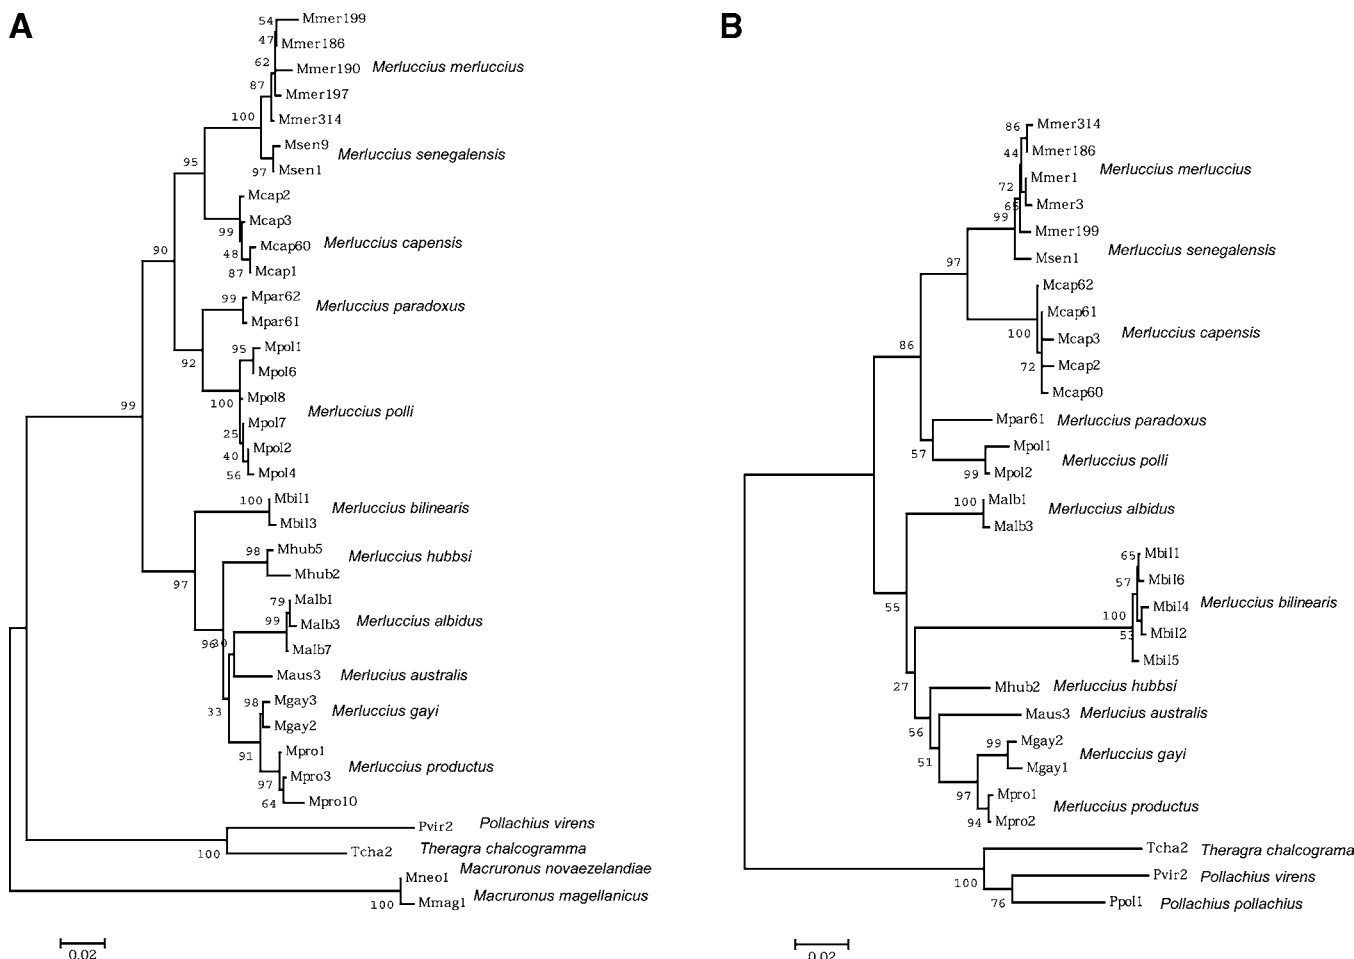 A
54
Mmer199
47
Mmer186
62
Mmer190 Merluccius merluccius
87
Mmer197
100
Mmer314
Msen9
Merluccius senegalensis
95
97 Msen1
Mcap2
Mcap3
99
Merluccius capensis
48 Mcap60
90
87 Mcap1
99 Mpar62
Merluccius paradoxus
Mpar61
95 Mpol1
92
Mpol6
100 Mpol8
Merluccius polli
99
Mpol7
25
Mpol2
40
56 Mpol4
100 Mbil1
Merluccius bilinearis
Mbil3
98 Mhub5
Merluccius hubbsi
Mhub2
97
79 Malb1
99 Malb3 Merluccius albidus
96 30
Malb7
Maus3 Merlucius australis
98 Mgay3
33
Merluccius gayi
Mgay2
91
Mpro1
Merluccius productus
97 Mpro3
64 Mpro10
Pvir2 Pollachius virens
100
Tcha2 Theragra chalcogramma
Macruronus novaezelandiae
Mneo1
Macruronus magellanicus
100 Mmag1
0.02
B
86 Mmer314
44 Mmer186
Merluccius merluccius
72 Mmer1
65 Mmer3
99
Mmer199
Merluccius senegalensis
97
Msen1
Mcap62
Mcap61
100
Merluccius capensis
Mcap3
86
72 Mcap2
Mcap60
Mpar61 Merluccius paradoxus
57
Mpol1
Merluccius polli
99 Mpol2
100 Malb1
Merluccius albidus
Malb3
65 Mbil1
57 Mbil6
Merluccius bilinearis
100 Mbil4
55
53 Mbil2
Mbil5
27
Mhub2 Merlucius hubbsi
Maus3 Merlucius australis
56
99 Mgay2
Merluccius gayi
51
Mgay1
97 Mpro1
Merluccius productus
94 Mpro2
Tcha2 Theragra chalcograma
100
Pvir2 Pollachius virens
76
Ppol1 Pollachius pollachius
0.02